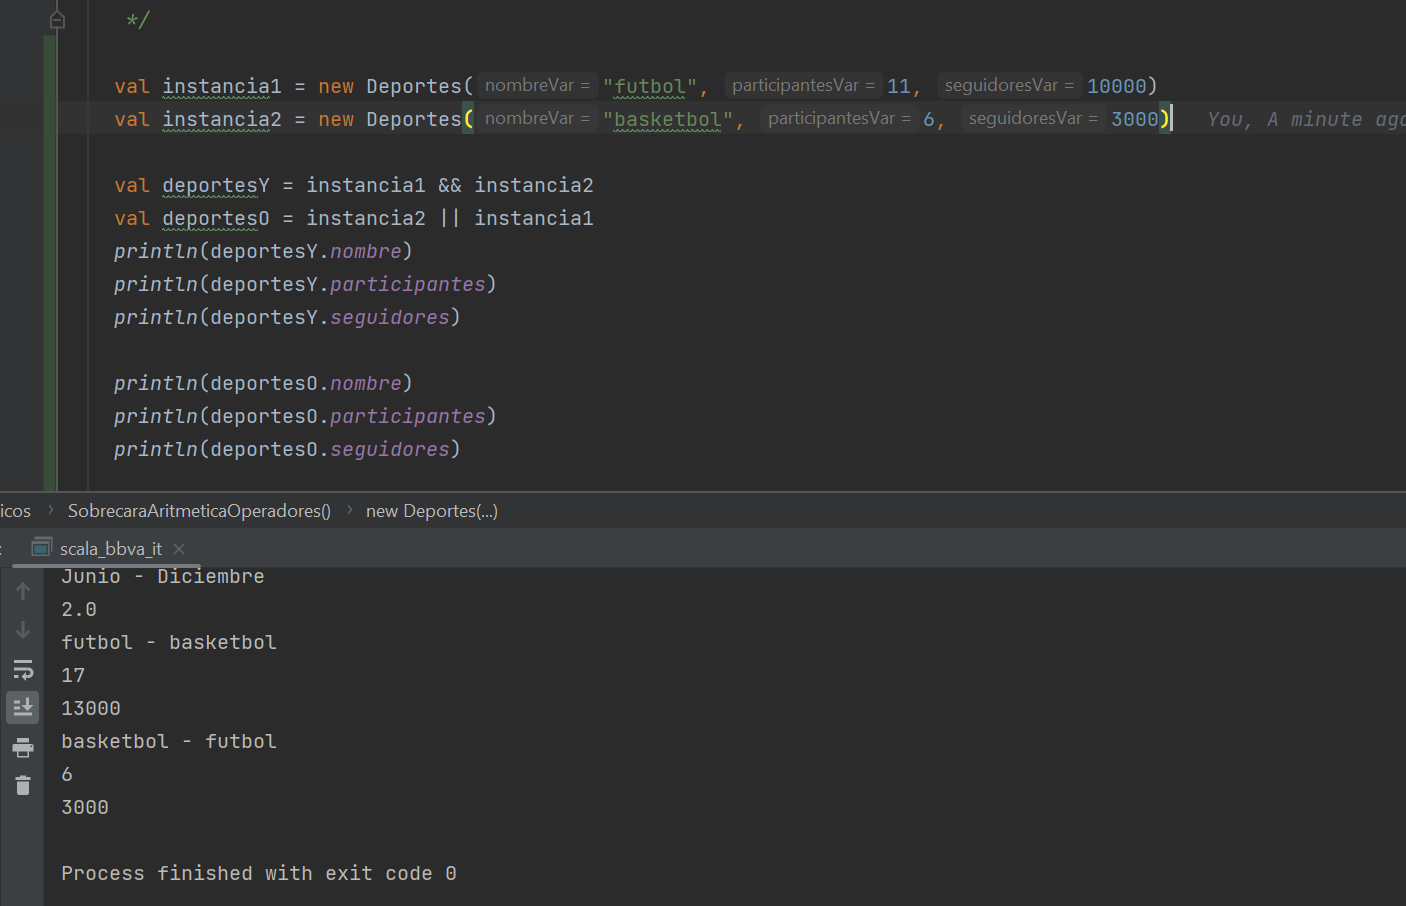 */
val instancia1 = new Deportes( nombreVar = "futbol", participantesVar = 11, seguidoresVar = 10000)
val instancia2 = new Deportes( nombreVar = "basketbol", participantesVar = 6, seguidoresVar = 3000) You, A minute ago
val deportesY = instancia1 && instancia2
val deportesO = instancia2 || instancia1
println(deportesY.nombre)
println(deportesY.participantes)
println(deportesY.seguidores)
println(deportesO.nombre)
println(deportesO.participantes)
println(deportesO.seguidores)
icos > SobrecaraAritmeticaOperadores() > new Deportes(...)
: scala_bbva_it ×
Junio - Diciembre
2.0
futbol - basketbol
17
13000
basketbol - futbol
6
3000
Process finished with exit code 0